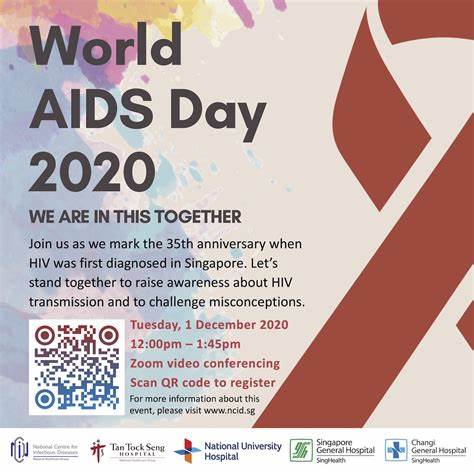 World
AIDS Day
2020
WE ARE IN THIS TOGETHER
Join us as we mark the 35th anniversary when
HIV was first diagnosed in Singapore. Let's
stand together to raise awareness about HIV
transmission and to challenge misconceptions.
Tuesday, 1 December 2020
12:00pm – 1:45pm
Zoom video conferencing
Scan QR code to register
For more information about this
event, please visit www.ncid.sg
National Centre for
Infectious Diseases
Tan Tock Seng
HOSPITAL
National University
Hospital
Singapore
General Hospital
SingHealth
Changi
General Hospital
SingHealth